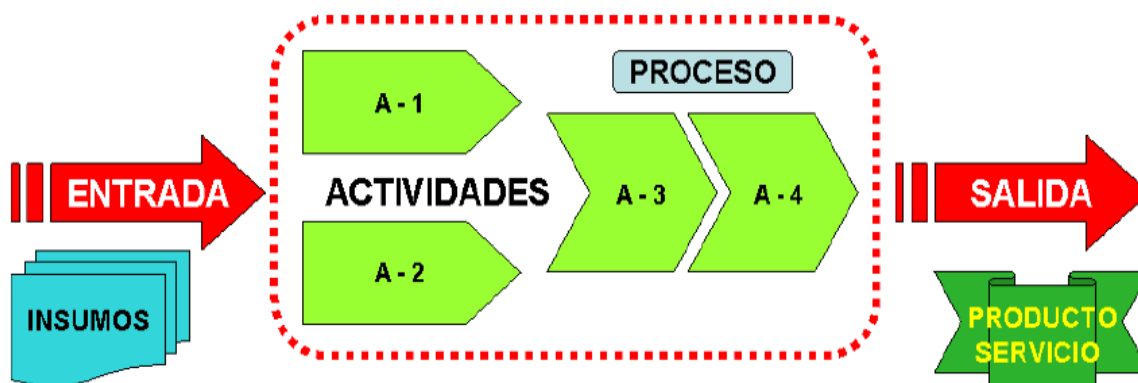 ENTRADA
INSUMOS
A - 1
PROCESO
ACTIVIDADES
A - 2
A - 3
A - 4
SALIDA
PRODUCTO
SERVICIO